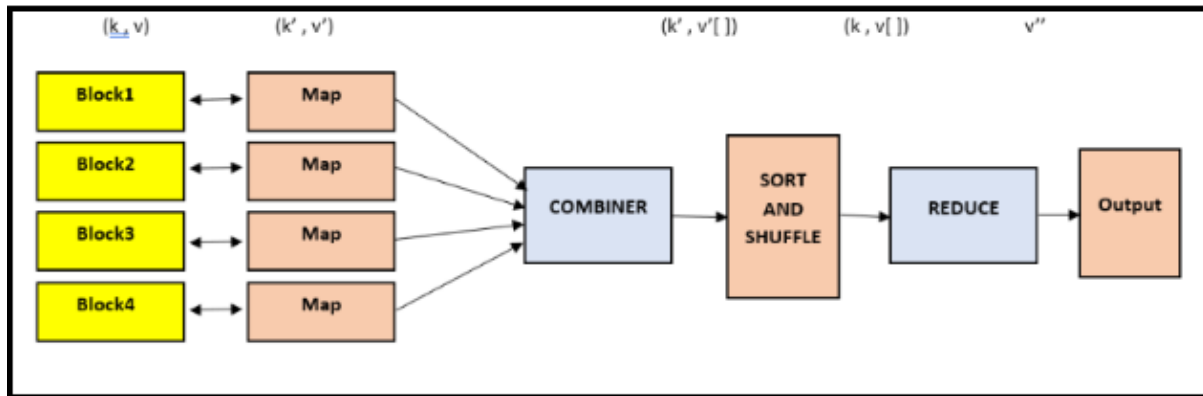 (k , v) (k’ , v’) (k’ , v’[ ]) (k , v[ ]) v’’
Block1 Map
Block2 Map
COMBINER SORT AND SHUFFLE REDUCE Output
Block3 Map
Block4 Map